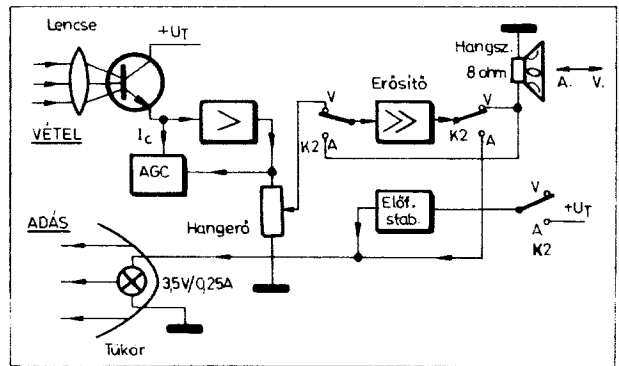 Lencse
+UT
VÉTEL
IC
>
AGC
Hangerő
V
K2
A
Erősítő
>>
V
K2
A
Hangsz.
8 ohm
A. V.
ADÁS
3,5V/0,25A
Tükör
Előf.
stab.
V
A
+UT
K2